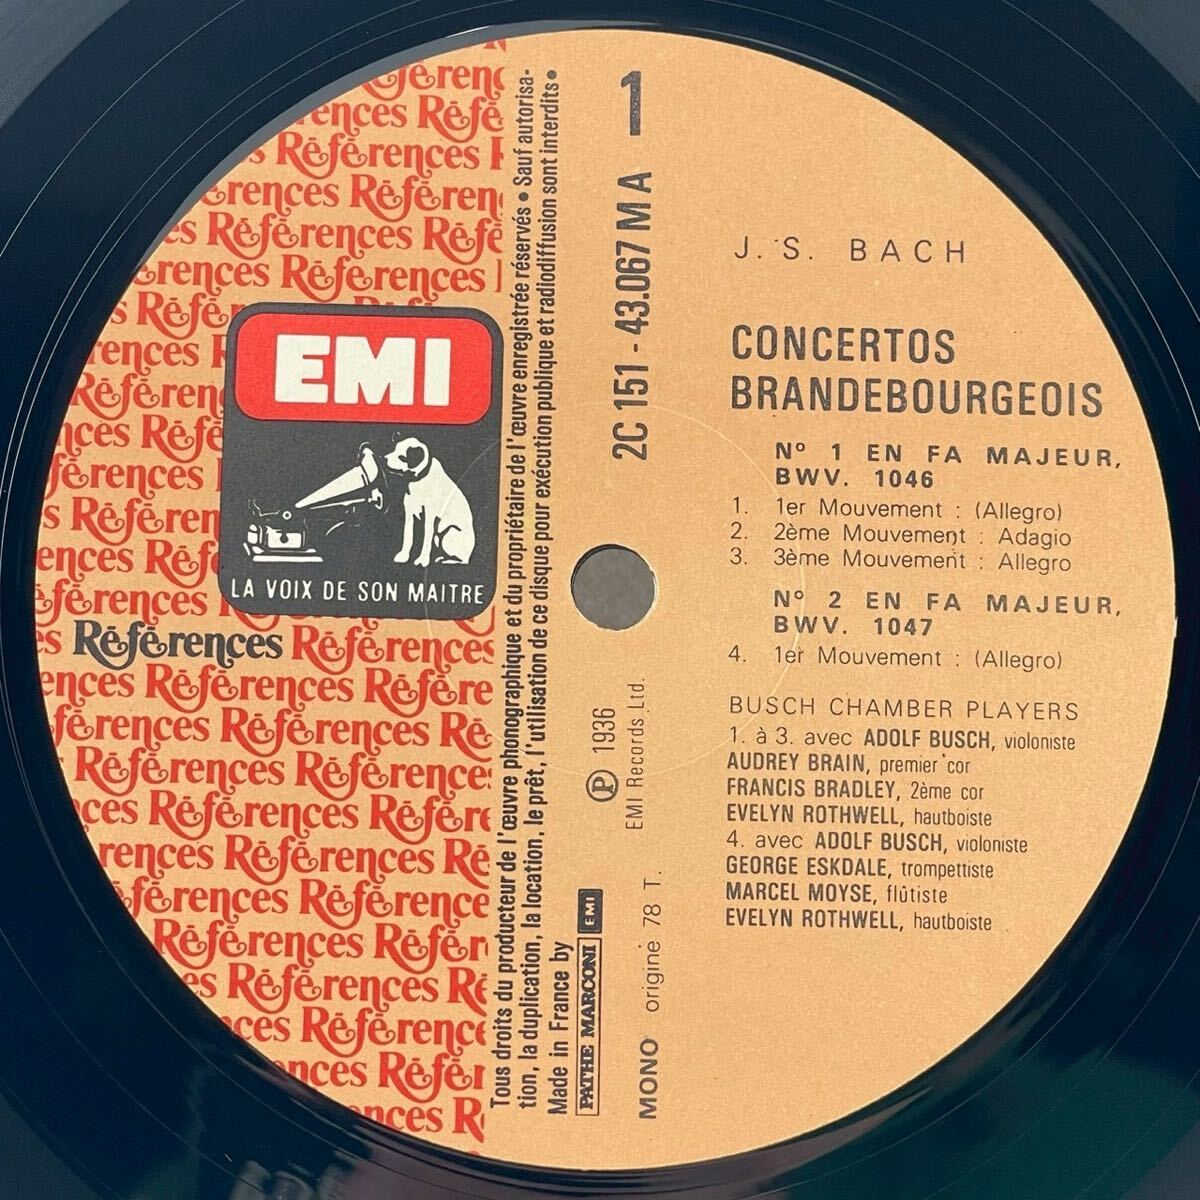 EMI
LA VOIX DE SON MAITRE
Références Références
Tous droits du producteur de l'œuvre phonographique et du propriétaire de l'œuvre enregistrée réservés • Sauf autorisa-
tion, la duplication, la location, le prêt, l'utilisation de ce disque pour exécution publique et radiodiffusion sont interdits •
Made in France by
PATHE MARCONI EMI
2C 151 - 43.067 M A 1
Ⓟ 1936
EMI Records Ltd.
MONO origine 78 T.
J. S. BACH
CONCERTOS
BRANDEBOURGEOIS
N° 1 EN FA MAJEUR,
BWV. 1046
1. 1er Mouvement : (Allegro)
2. 2ème Mouvement : Adagio
3. 3ème Mouvement : Allegro
N° 2 EN FA MAJEUR,
BWV. 1047
4. 1er Mouvement : (Allegro)
BUSCH CHAMBER PLAYERS
1. à 3. avec ADOLF BUSCH, violoniste
AUDREY BRAIN, premier cor
FRANCIS BRADLEY, 2ème cor
EVELYN ROTHWELL, hautboiste
4. avec ADOLF BUSCH, violoniste
GEORGE ESKDALE, trompettiste
MARCEL MOYSE, flûtiste
EVELYN ROTHWELL, hautboiste